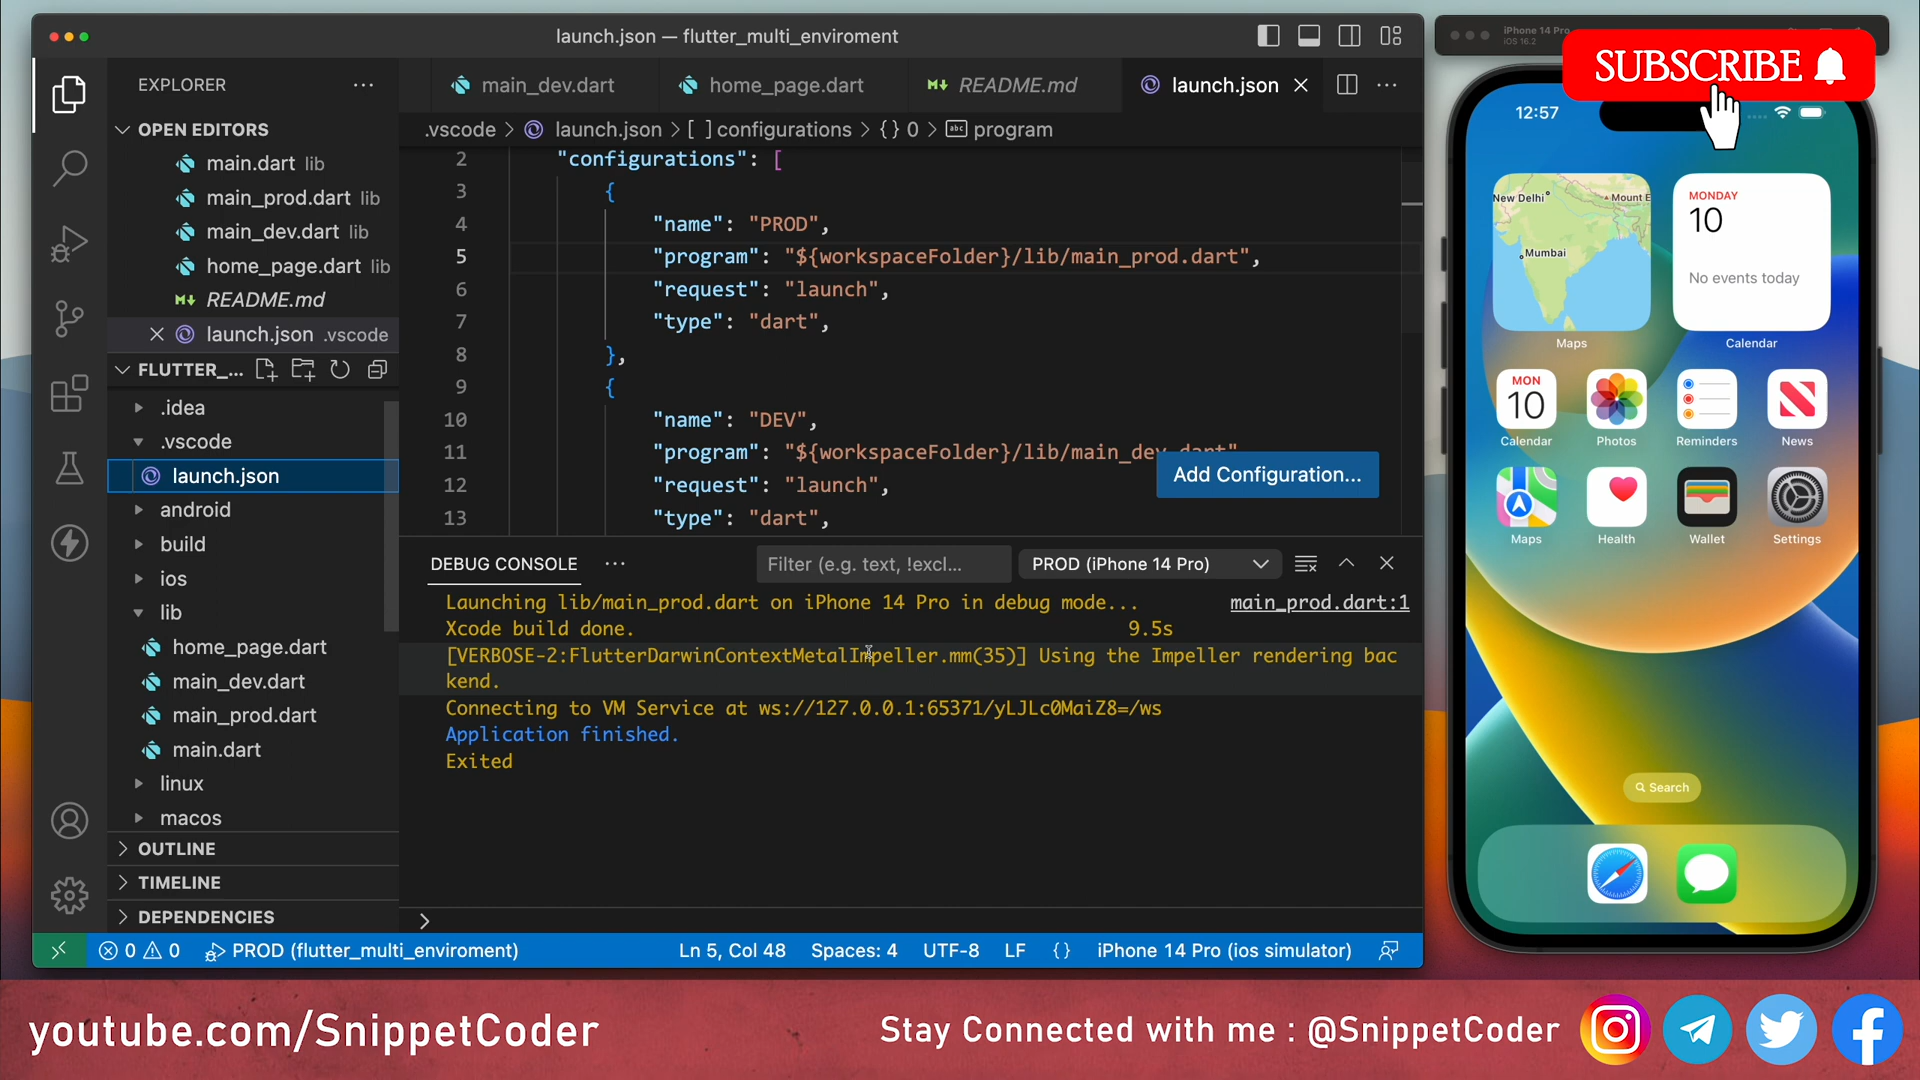 launch.json — flutter_multi_enviroment
EXPLORER
OPEN EDITORS
main.dart lib
main_prod.dart lib
main_dev.dart lib
home_page.dart lib
README.md
launch.json .vscode
FLUTTER_...
.idea
.vscode
launch.json
android
build
ios
lib
home_page.dart
main_dev.dart
main_prod.dart
main.dart
linux
macos
OUTLINE
TIMELINE
DEPENDENCIES
main_dev.dart
home_page.dart
README.md
launch.json
.vscode > launch.json > [ ] configurations > { } 0 > abc program
2 "configurations": [
3 {
4 "name": "PROD",
5 "program": "${workspaceFolder}/lib/main_prod.dart",
6 "request": "launch",
7 "type": "dart",
8 },
9 {
10 "name": "DEV",
11 "program": "${workspaceFolder}/lib/main_dev.dart"
12 "request": "launch",
13 "type": "dart",
Add Configuration...
DEBUG CONSOLE
Filter (e.g. text, !excl...
PROD (iPhone 14 Pro)
Launching lib/main_prod.dart on iPhone 14 Pro in debug mode... main_prod.dart:1
Xcode build done. 9.5s
[VERBOSE-2:FlutterDarwinContextMetalImpeller.mm(35)] Using the Impeller rendering bac
kend.
Connecting to VM Service at ws://127.0.0.1:65371/yLJLc0MaiZ8=/ws
Application finished.
Exited
0 0 PROD (flutter_multi_enviroment) Ln 5, Col 48 Spaces: 4 UTF-8 LF { } iPhone 14 Pro (ios simulator)
iPhone 14 Pro
iOS 16.2
SUBSCRIBE
12:57
New Delhi
Mount E
Mumbai
Maps
MONDAY
10
No events today
Calendar
MON
10
Calendar
Photos
Reminders
News
Maps
Health
Wallet
Settings
Search
youtube.com/SnippetCoder
Stay Connected with me : @SnippetCoder